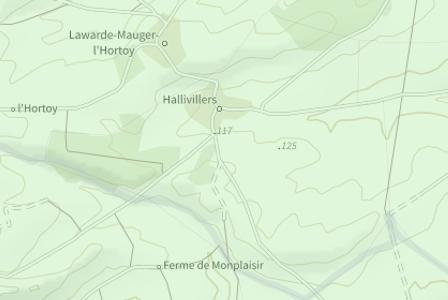 Lawarde-Mauger-
l'Hortoy
Hallivillers
l'Hortoy
117
125
Ferme de Monplaisir